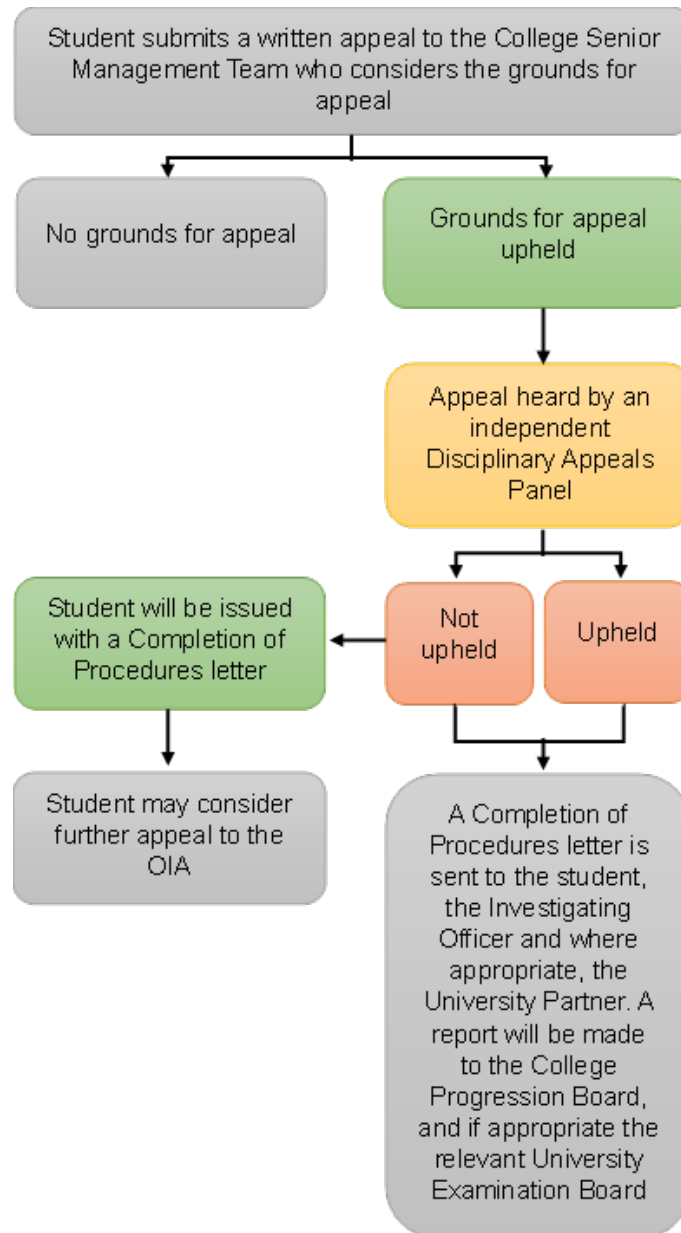 Student submits a written appeal to the College Senior
Management Team who considers the grounds for
appeal
No grounds for appeal
Grounds for appeal
upheld
Appeal heard by an
independent
Disciplinary Appeals
Panel
Student will be issued
with a Completion of
Procedures letter
Not
upheld
Upheld
Student may consider
further appeal to the
OIA
A Completion of
Procedures letter is
sent to the student,
the Investigating
Officer and where
appropriate, the
University Partner. A
report will be made
to the College
Progression Board,
and if appropriate the
relevant University
Examination Board